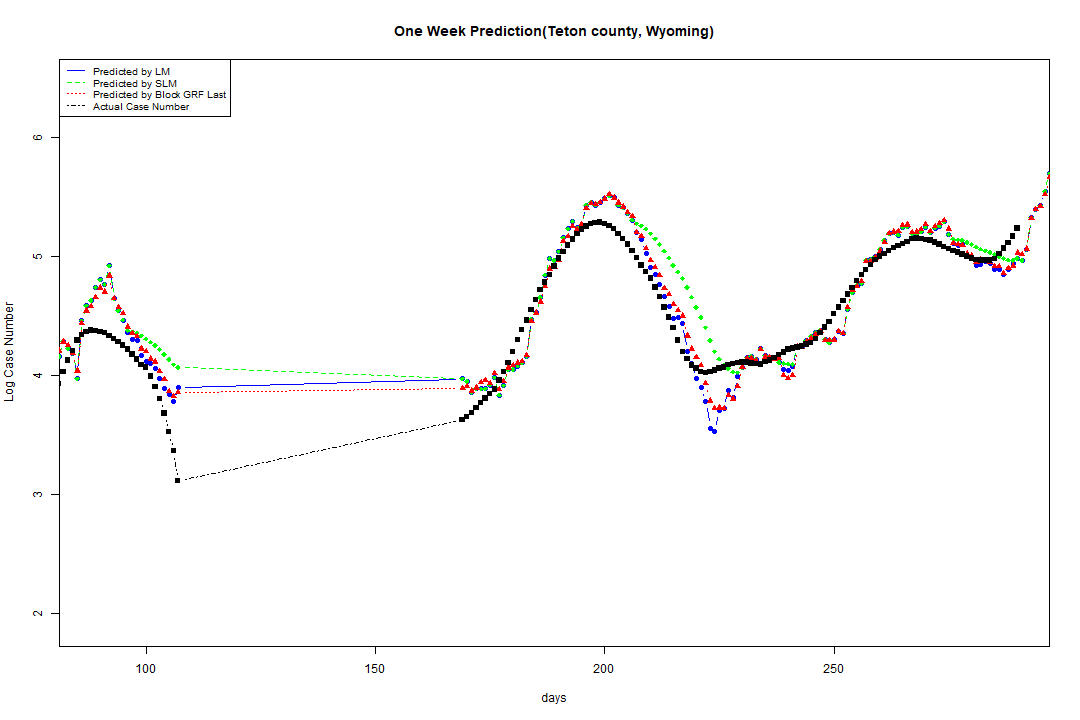 One Week Prediction(Teton county, Wyoming)
Predicted by LM
Predicted by SLM
Predicted by Block GRF Last
Actual Case Number
6
5
4
3
2
Log Case Number
100 150 200 250
days